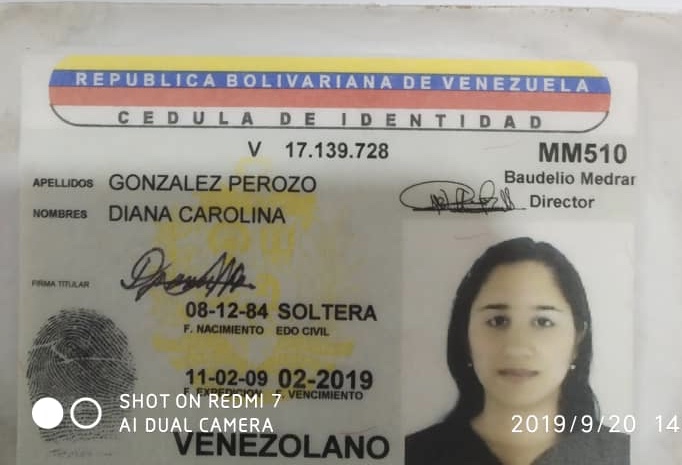 REPUBLICA BOLIVARIANA DE VENEZUELA
CEDULA DE IDENTIDAD
V 17.139.728
MM510
APELLIDOS GONZALEZ PEROZO
Baudelio Medrar
NOMBRES DIANA CAROLINA
Director
FIRMA TITULAR
08-12-84 SOLTERA
F. NACIMIENTO EDO CIVIL
11-02-09 02-2019
F. EXPEDICION F. VENCIMIENTO
VENEZOLANO
SHOT ON REDMI 7
AI DUAL CAMERA
2019/9/20 14